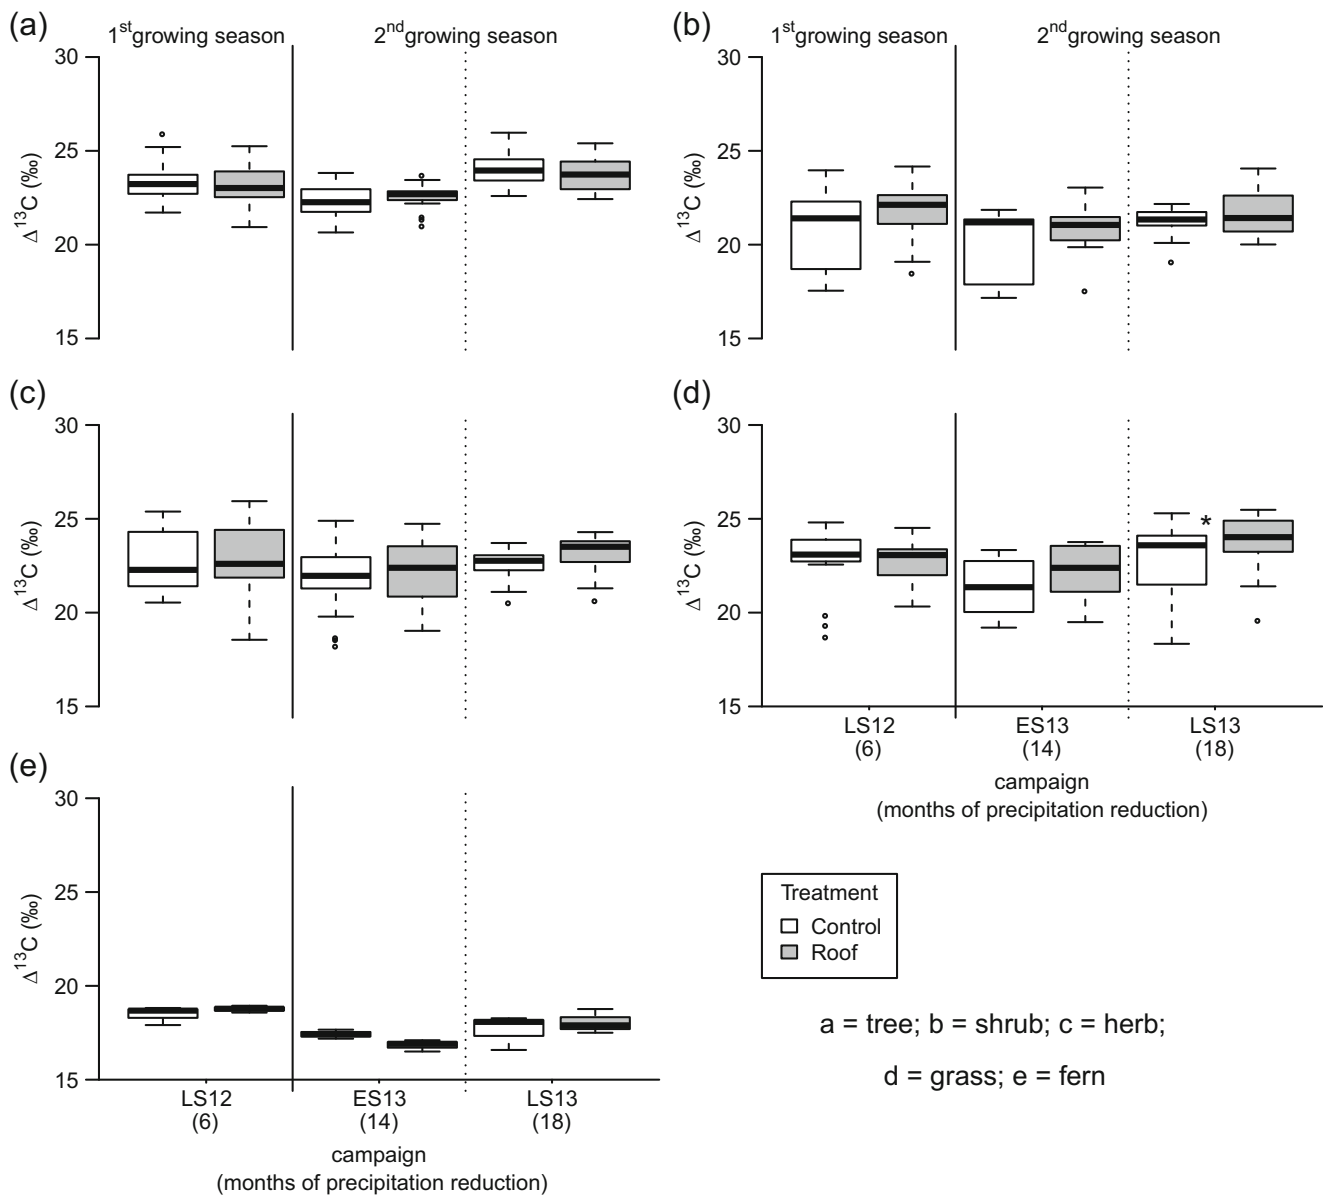 (a)
1st growing season 2nd growing season
30
25
20
15
Δ13C (‰)
(b)
1st growing season 2nd growing season
30
25
20
15
Δ13C (‰)
(c)
30
25
20
15
Δ13C (‰)
(d)
30
25
20
15
Δ13C (‰)
*
LS12 ES13 LS13
(6) (14) (18)
campaign
(months of precipitation reduction)
(e)
30
25
20
15
Δ13C (‰)
LS12 ES13 LS13
(6) (14) (18)
campaign
(months of precipitation reduction)
Treatment
Control
Roof
a = tree; b = shrub; c = herb;
d = grass; e = fern